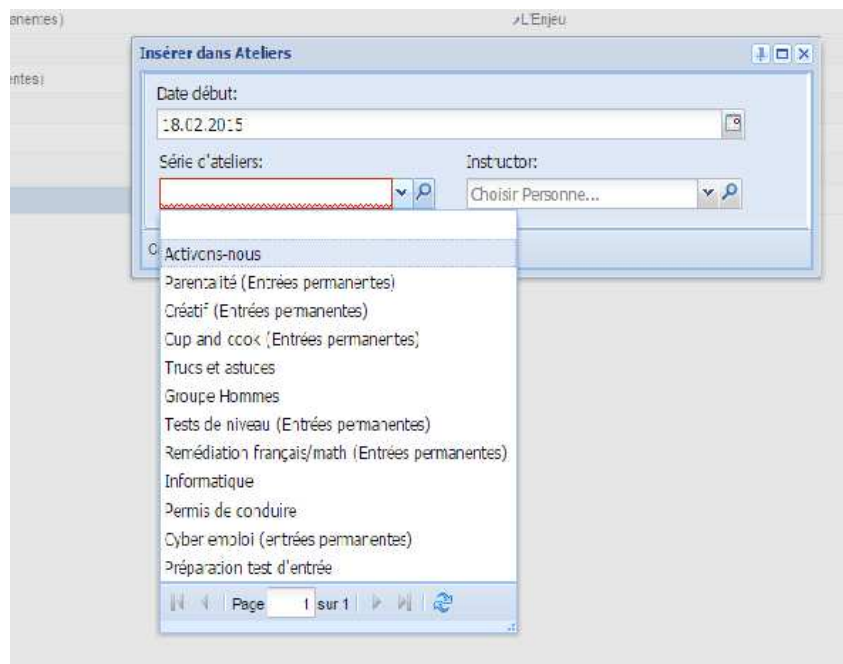 L'Enjeu
Insérer dans Ateliers
Date début:
18.02.2015
Série d'ateliers:
Instructor:
Choisir Personne...
Activons-nous
Parentalité (Entrées permanentes)
Créatif (Entrées permanentes)
Cup and cook (Entrées permanentes)
Trucs et astuces
Groupe Hommes
Tests de niveau (Entrées permanentes)
Remédiation français/math (Entrées permanentes)
Informatique
Permis de conduire
Cyber emploi (entrées permanentes)
Préparation test d'entrée
Page 1 sur 1